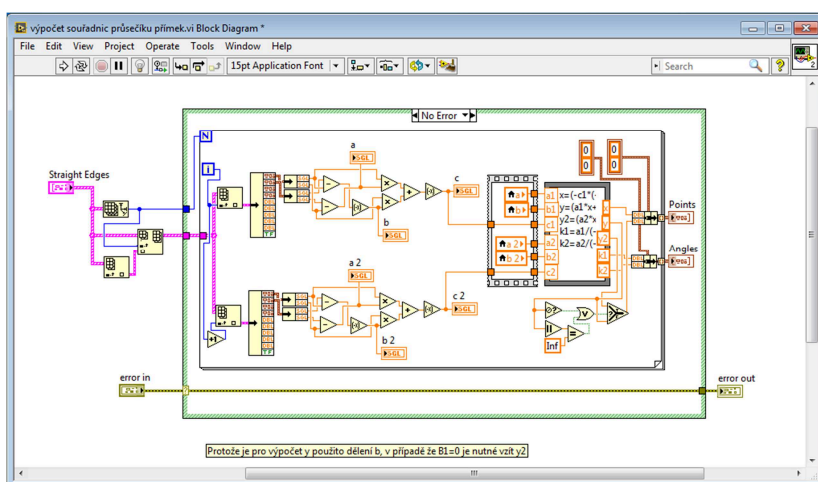 výpočet souřadnic průsečíku přímek.vi Block Diagram *
File Edit View Project Operate Tools Window Help
15pt Application Font
Search
2
No Error
N
i
Straight Edges
a
SGL
c
SGL
b
SGL
a 2
SGL
c 2
SGL
b 2
SGL
+1
a
b
a 2
b 2
a1
b1
c1
a2
b2
c2
x=(-c1*(-
y=(a1*x+
y2=(a2*x
k1=a1/(-
k2=a2/(-
x
y
y2
k1
k2
0
0
0
0
Points
Angles
Inf
error in
error out
Protože je pro výpočet y použito dělení b, v případě že B1=0 je nutné vzít y2